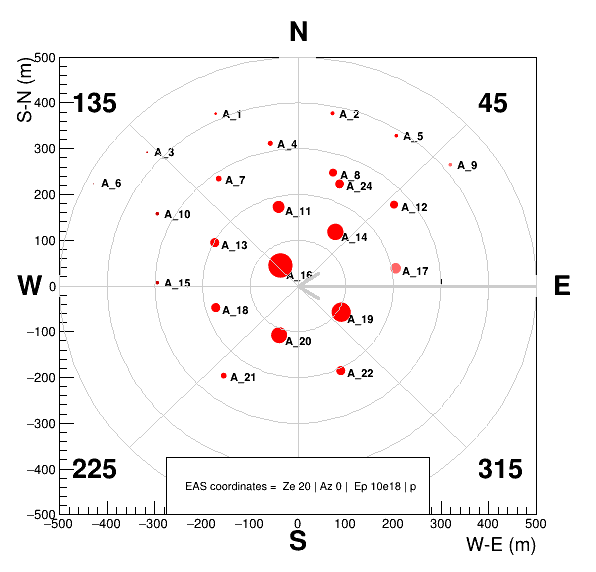 N
S-N (m)
500
400
300
200
100
0
−100
−200
−300
−400
−500
135
45
A_1
A_2
A_5
A_4
A_3
A_9
A_8
A_7
A_6
A_24
A_12
A_10
A_11
A_14
A_13
A_17
A_16
A_15
W
E
A_18
A_19
A_20
A_22
A_21
225
315
EAS coordinates = Ze 20 | Az 0 | Ep 10e18 | p
−500 −400 −300 −200 −100 0 100 200 300 400 500
S
W-E (m)